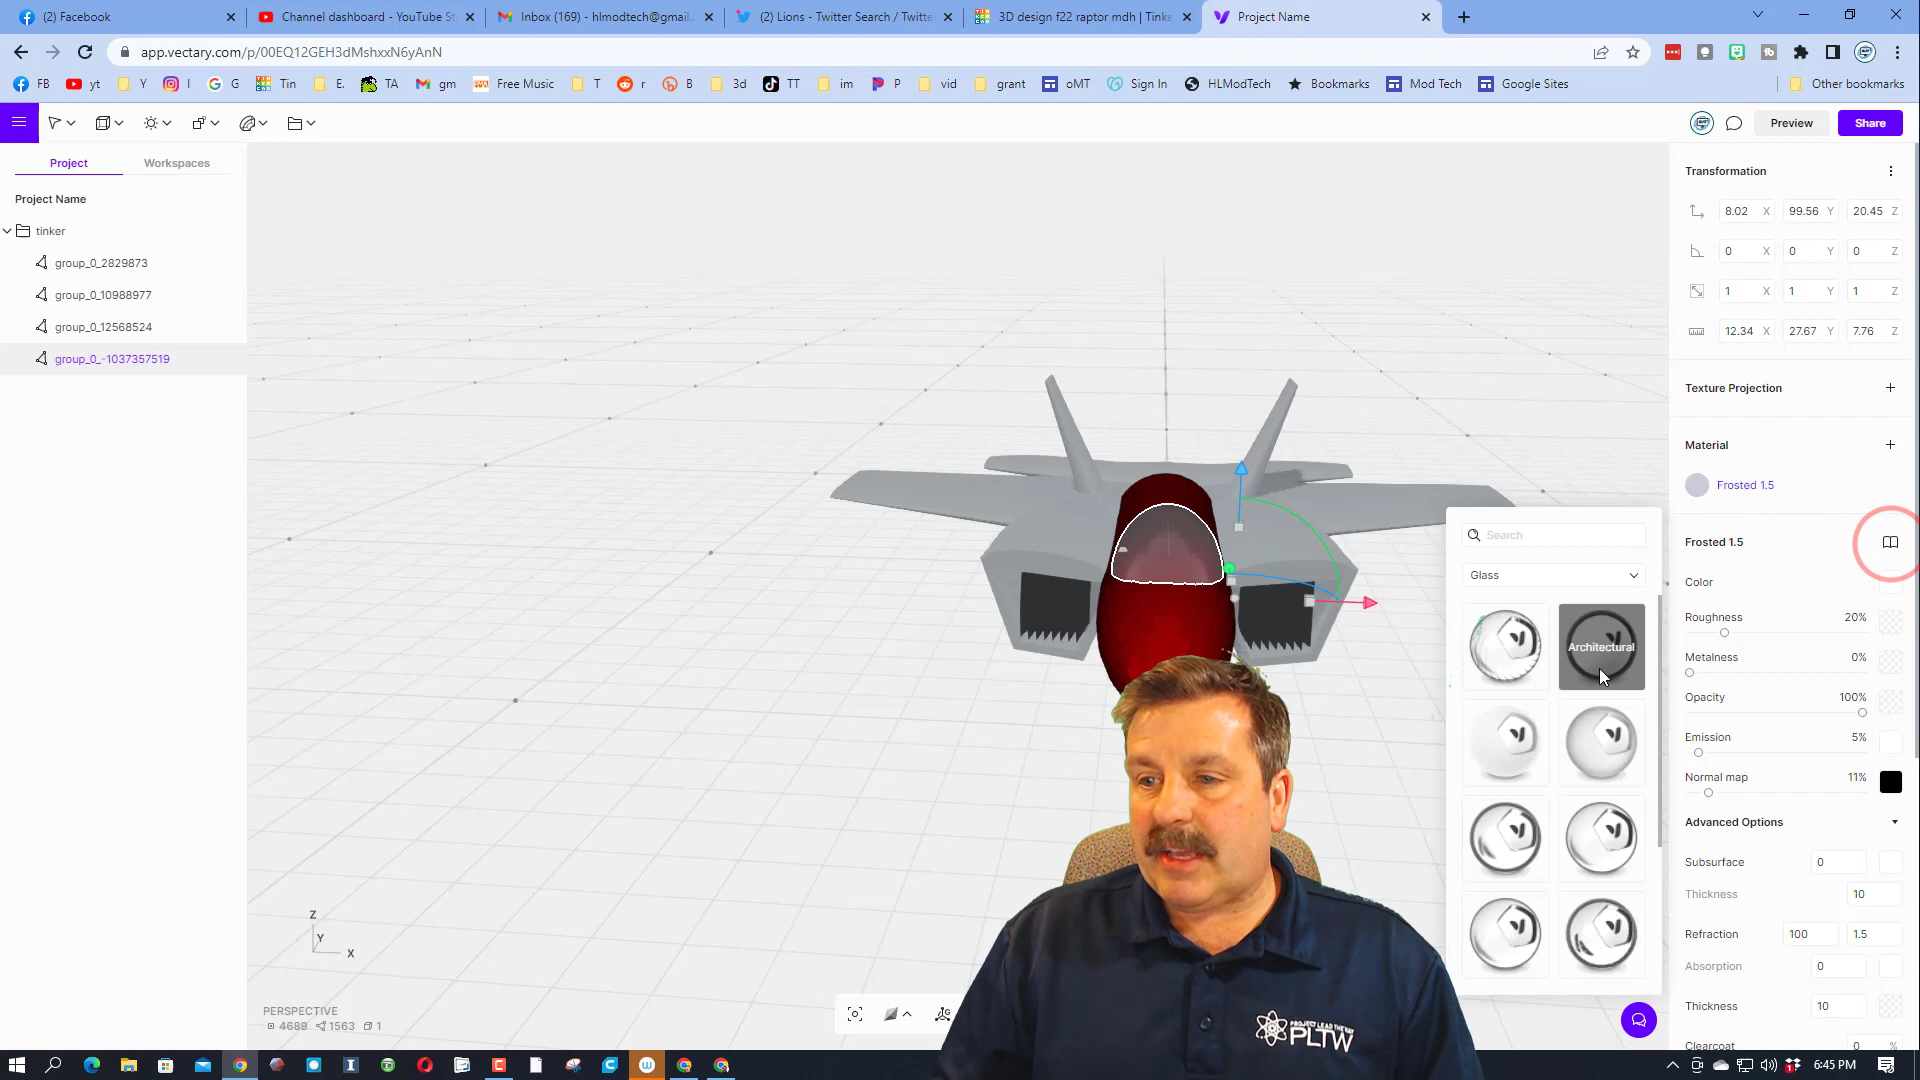 Facebook
Channel dashboard - YouTube St
Inbox (169) - hlmodtech@gmail.
(2) Lions - Twitter Search / Twitte
3D design f22 raptor mdh | Tinke
Project Name
app.vectary.com/p/00EQ12GEH3dMshxxN6yAnN
FB
yt
Y
I
G
Tin
E.
TA
gm
Free Music
T
r
B
3d
TT
im
P
vid
grant
oMT
Sign In
HLModTech
Bookmarks
Mod Tech
Google Sites
Other bookmarks
Preview
Share
Project
Workspaces
Project Name
tinker
group_0_2829873
group_0_10988977
group_0_12568524
group_0_-1037357519
Transformation
8.02 X 99.56 Y 20.45 Z
0 X 0 Y 0 Z
1 X 1 Y 1 Z
12.34 X 27.67 Y 7.76 Z
Texture Projection
Material
Frosted 1.5
Frosted 1.5
Color
Roughness 20%
Metalness 0%
Opacity 100%
Emission 5%
Normal map 11%
Advanced Options
Subsurface 0
Thickness 10
Refraction 100 1.5
Absorption 0
Thickness 10
Clearcoat 0 %
Search
Glass
Architectural
Z
Y
X
PERSPECTIVE
4689 1563 1
PROJECT LEAD THE WAY
PLTW
6:45 PM